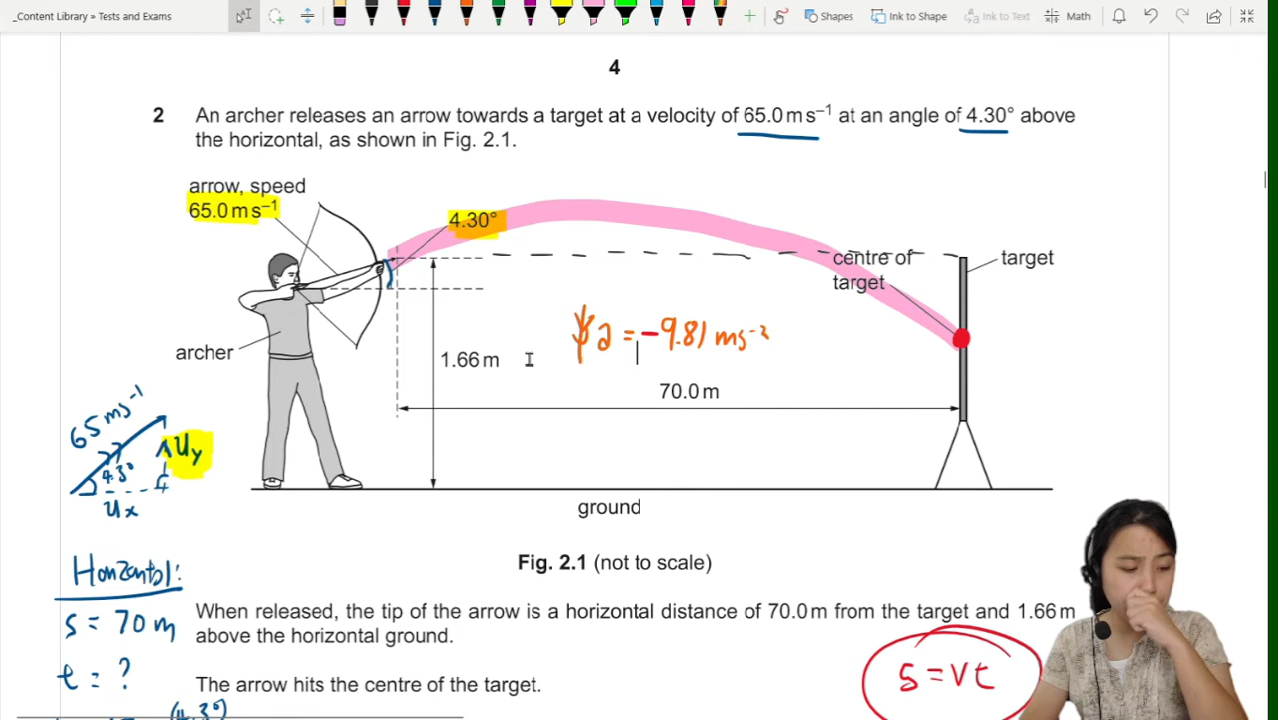 _Content Library » Tests and Exams
Shapes
Ink to Shape
Ink to Text
Math
4
2 An archer releases an arrow towards a target at a velocity of 65.0 m s⁻¹ at an angle of 4.30° above
the horizontal, as shown in Fig. 2.1.
arrow, speed
65.0 m s⁻¹
4.30°
centre of
target
target
archer
1.66 m
a = -9.81 ms⁻²
70.0 m
65 ms⁻¹
4.3°
uy
ux
ground
Fig. 2.1 (not to scale)
Horizontal:
s = 70 m
t = ?
When released, the tip of the arrow is a horizontal distance of 70.0 m from the target and 1.66 m
above the horizontal ground.
The arrow hits the centre of the target.
s = vt